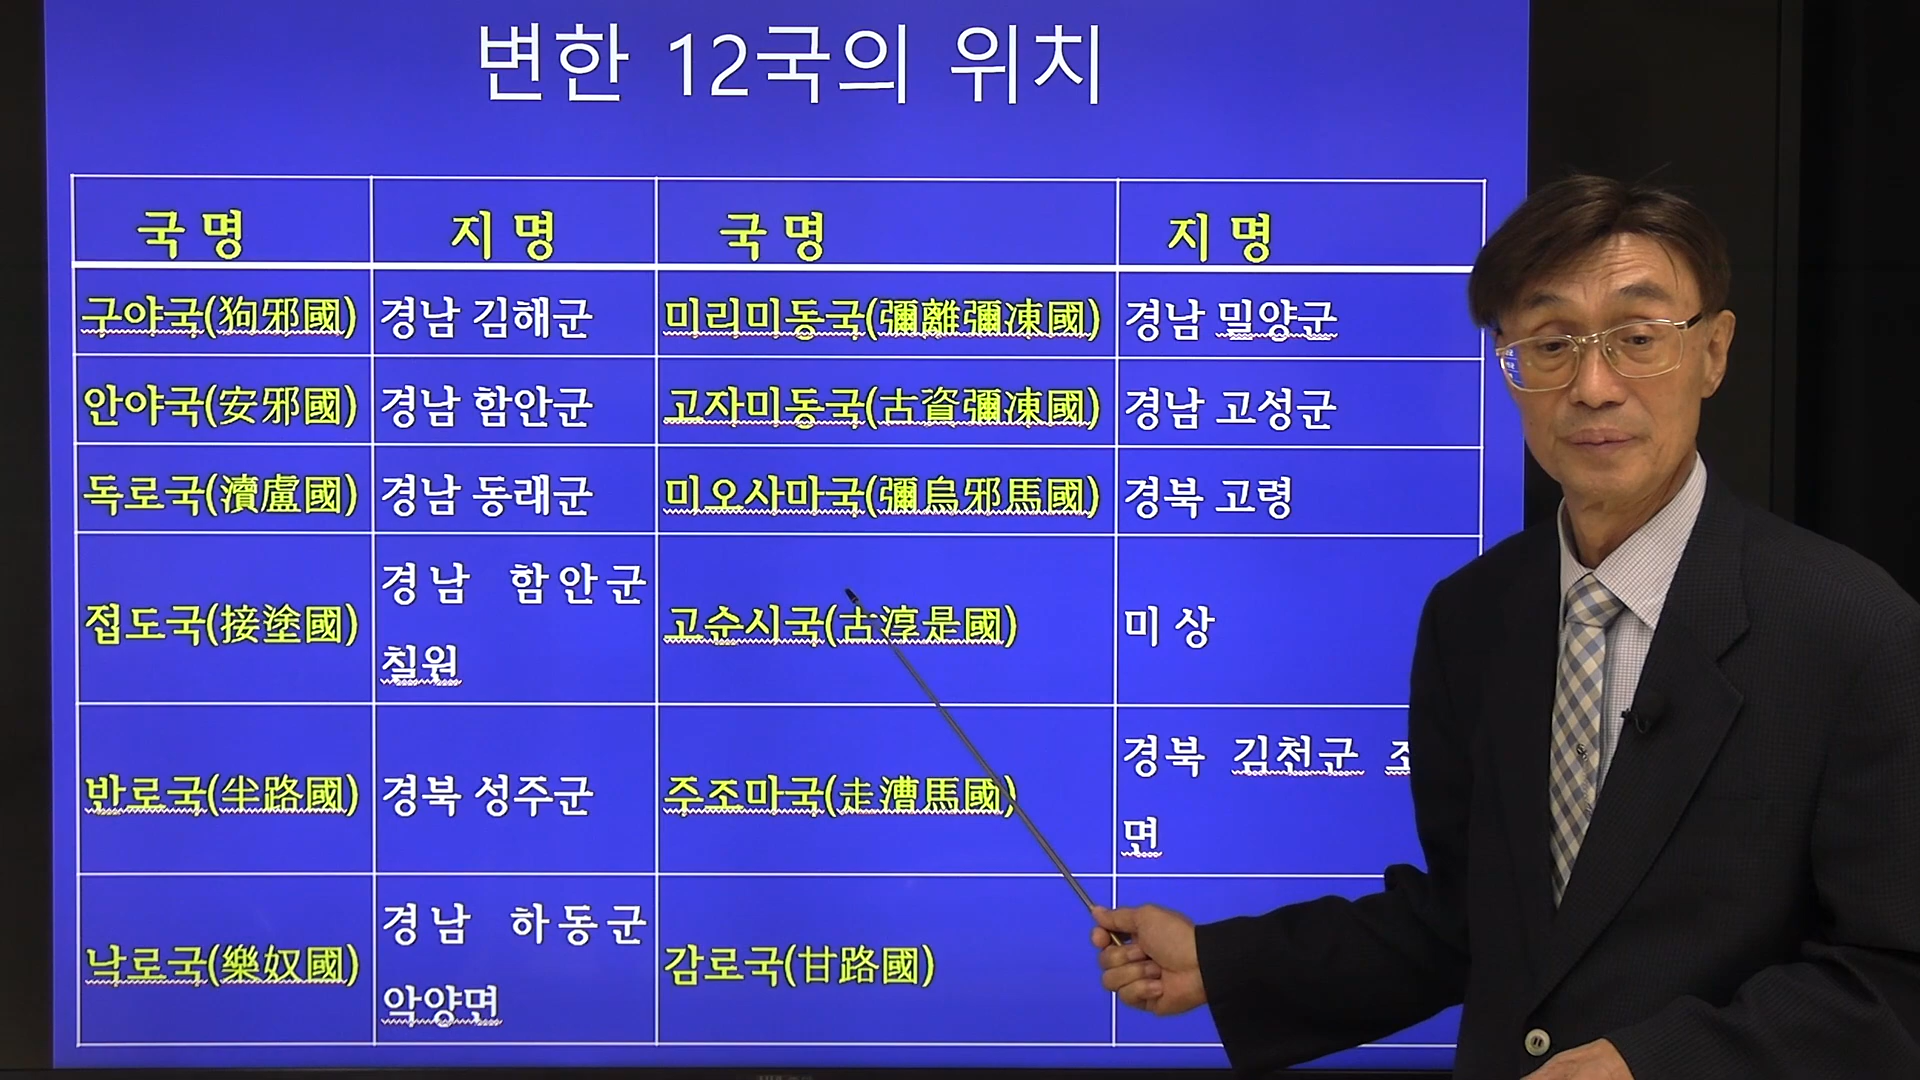 변한 12국의 위치
국 명 지 명 국 명 지 명
구야국(狗邪國) 경남 김해군 미리미동국(彌離彌凍國) 경남 밀양군
안야국(安邪國) 경남 함안군 고자미동국(古資彌凍國) 경남 고성군
독로국(瀆盧國) 경남 동래군 미오사마국(彌烏邪馬國) 경북 고령
접도국(接塗國) 경남 함안군 칠원 고순시국(古淳是國) 미 상
반로국(半路國) 경북 성주군 주조마국(走漕馬國) 경북 김천군 면
낙로국(樂奴國) 경남 하동군 악양면 감로국(甘路國)